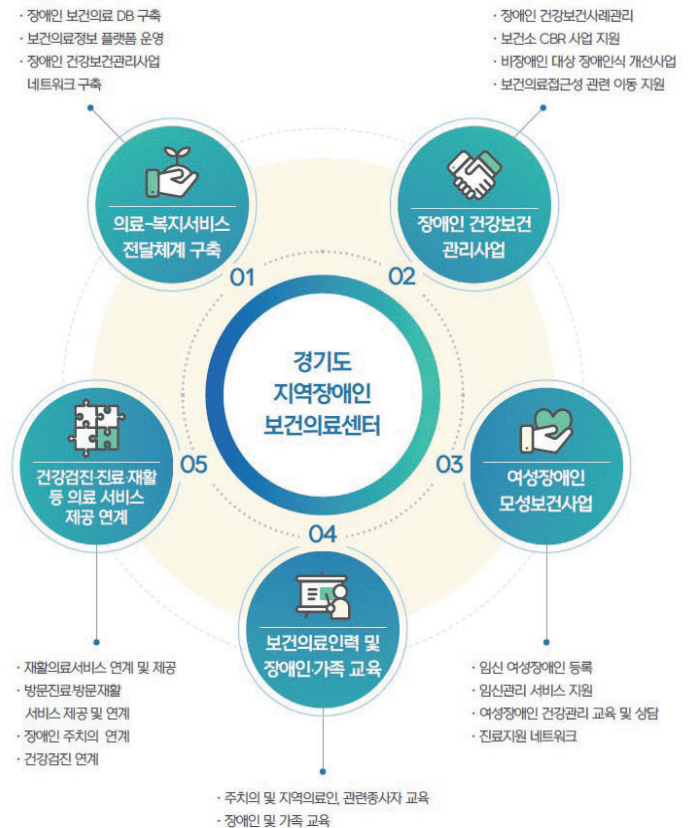 · 장애인 보건의료 DB 구축
· 보건의료정보 플랫폼 운영
· 장애인 건강보건관리사업
네트워크 구축
· 장애인 건강보건사례관리
· 보건소 CBR 사업 지원
· 비장애인 대상 장애인식 개선사업
· 보건의료접근성 관련 이동 지원
의료-복지서비스
전달체계 구축
01
장애인 건강보건
관리사업
02
경기도
지역장애인
보건의료센터
건강검진·진료·재활
등 의료 서비스
제공 연계
05
03
여성장애인
모성보건사업
04
보건의료인력 및
장애인·가족 교육
· 재활의료서비스 연계 및 제공
· 방문진료·방문재활
서비스 제공 및 연계
· 장애인 주치의 연계
· 건강검진 연계
· 임신 여성장애인 등록
· 임신관리 서비스 지원
· 여성장애인 건강관리 교육 및 상담
· 진료지원 네트워크
· 주치의 및 지역의료인, 관련종사자 교육
· 장애인 및 가족 교육